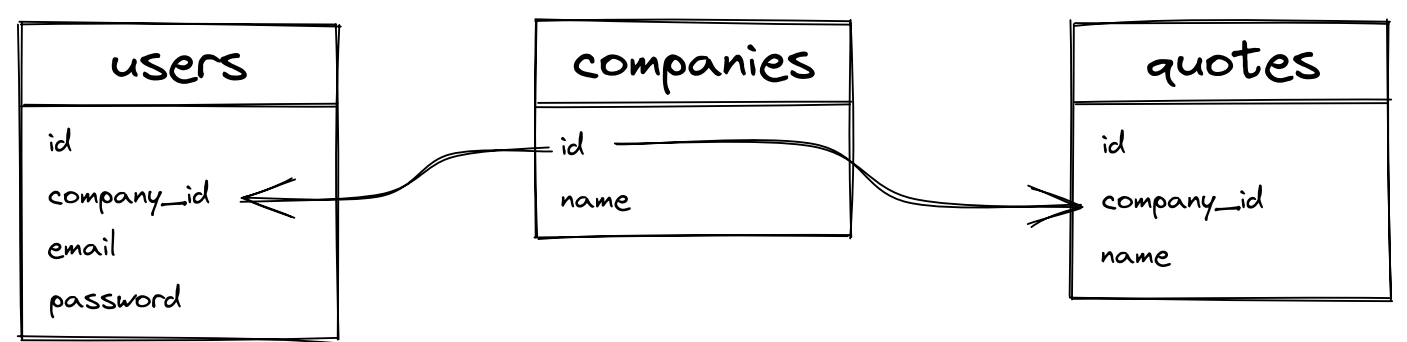 users
id
company_id
email
password
companies
id
name
quotes
id
company_id
name